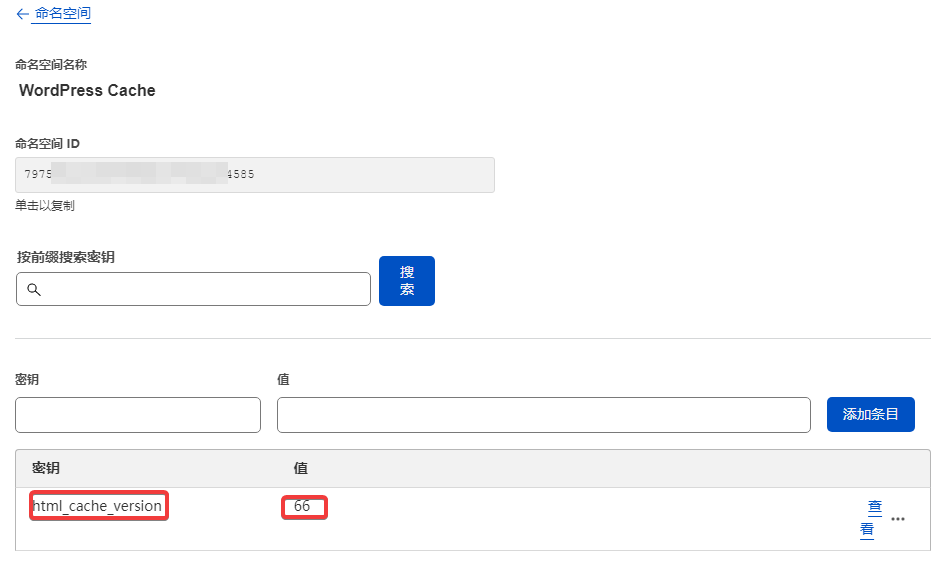 ← 命名空间
命名空间名称
WordPress Cache
命名空间 ID
7975 4585
单击以复制
按前缀搜索密钥
搜
索
密钥 值
添加条目
密钥 值
html_cache_version 66
查
看